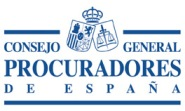 CONSEJO GENERAL
PROCURADORES
DE ESPAÑA